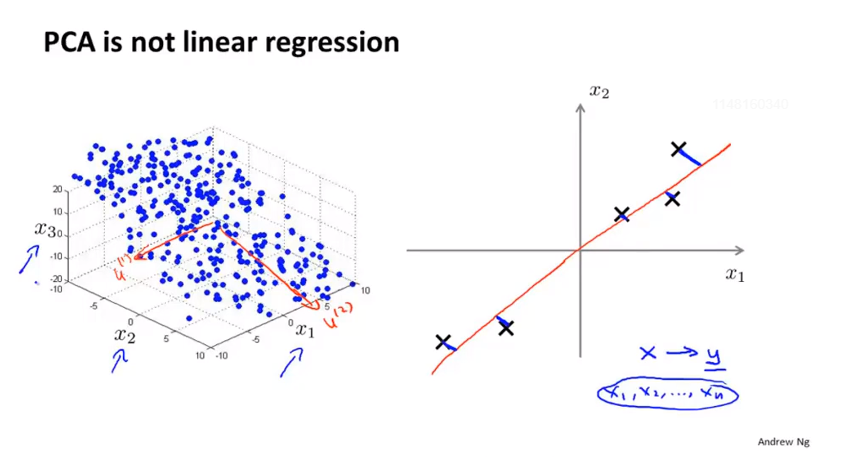 PCA is not linear regression
x₂
1148150340
20
10
x₃
0
-10
-20
-10
-5
0
5
10
x₂
-10
-5
0
5
10
x₁
u⁽¹⁾
u⁽²⁾
x₁
x → y
x₁, x₂, ..., xₙ
Andrew Ng